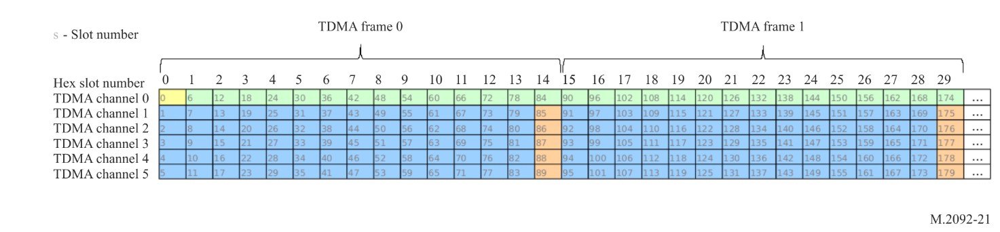 TDMA frame 0 TDMA frame 1
s - Slot number
Hex slot number 0 1 2 3 4 5 6 7 8 9 10 11 12 13 14 15 16 17 18 19 20 21 22 23 24 25 26 27 28 29
TDMA channel 0 0 6 12 18 24 30 36 42 48 54 60 66 72 78 84 90 96 102 108 114 120 126 132 138 144 150 156 162 168 174 ...
TDMA channel 1 1 7 13 19 25 31 37 43 49 55 61 67 73 79 85 91 97 103 109 115 121 127 133 139 145 151 157 163 169 175 ...
TDMA channel 2 2 8 14 20 26 32 38 44 50 56 62 68 74 80 86 92 98 104 110 116 122 128 134 140 146 152 158 164 170 176 ...
TDMA channel 3 3 9 15 21 27 33 39 45 51 57 63 69 75 81 87 93 99 105 111 117 123 129 135 141 147 153 159 165 171 177 ...
TDMA channel 4 4 10 16 22 28 34 40 46 52 58 64 70 76 82 88 94 100 106 112 118 124 130 136 142 148 154 160 166 172 178 ...
TDMA channel 5 5 11 17 23 29 35 41 47 53 59 65 71 77 83 89 95 101 107 113 119 125 131 137 143 149 155 161 167 173 179 ...
M.2092-21